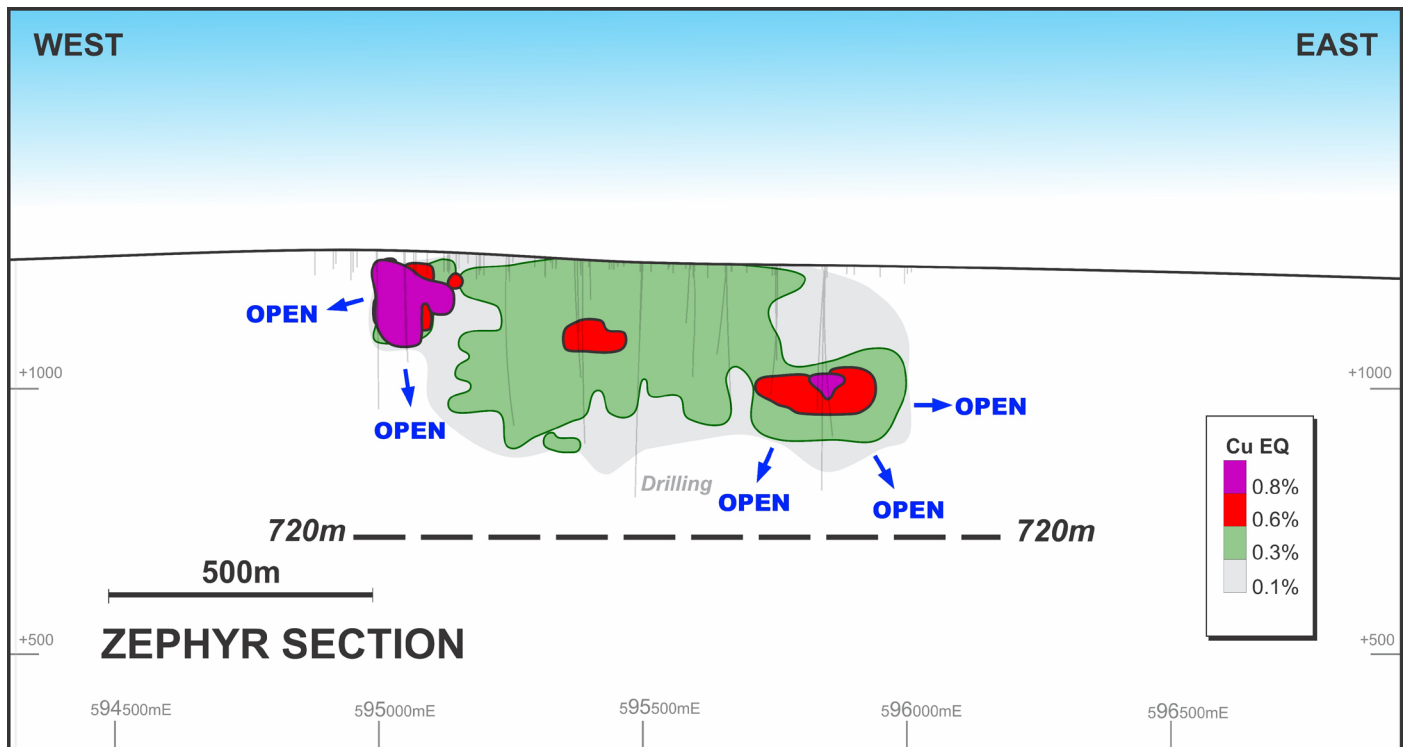 WEST
EAST
OPEN
+1000
+1000
OPEN
OPEN
Cu EQ
0.8%
0.6%
0.3%
0.1%
Drilling
OPEN
OPEN
720m
720m
500m
ZEPHYR SECTION
+500
+500
594500mE
595000mE
595500mE
596000mE
596500mE